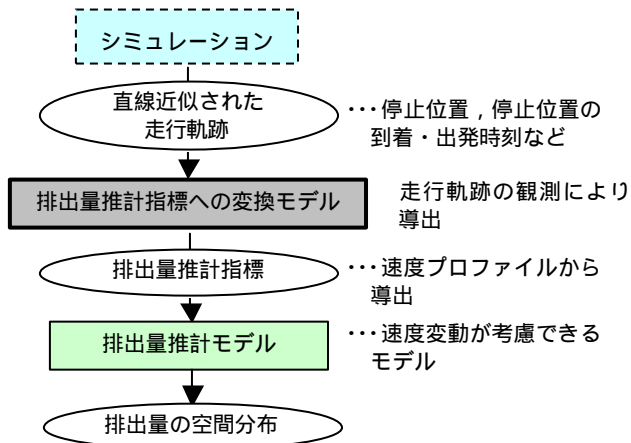 シミュレーション
直線近似された
走行軌跡
･･･停止位置，停止位置の
到着・出発時刻など
排出量推計指標への変換モデル
走行軌跡の観測により
導出
排出量推計指標
･･･速度プロファイルから
導出
排出量推計モデル
･･･速度変動が考慮できる
モデル
排出量の空間分布